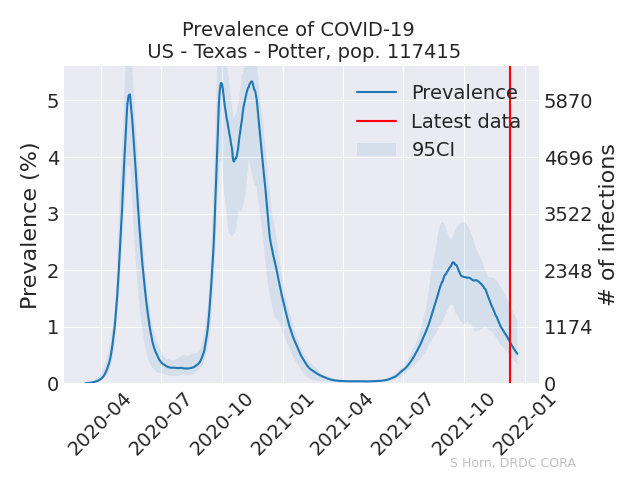 Prevalence of COVID-19
US - Texas - Potter, pop. 117415
Prevalence
Latest data
95CI
Prevalence (%)
5
4
3
2
1
0
5870
4696
3522
2348
1174
0
# of infections
2020-04
2020-07
2020-10
2021-01
2021-04
2021-07
2021-10
2022-01
S Horn, DRDC CORA